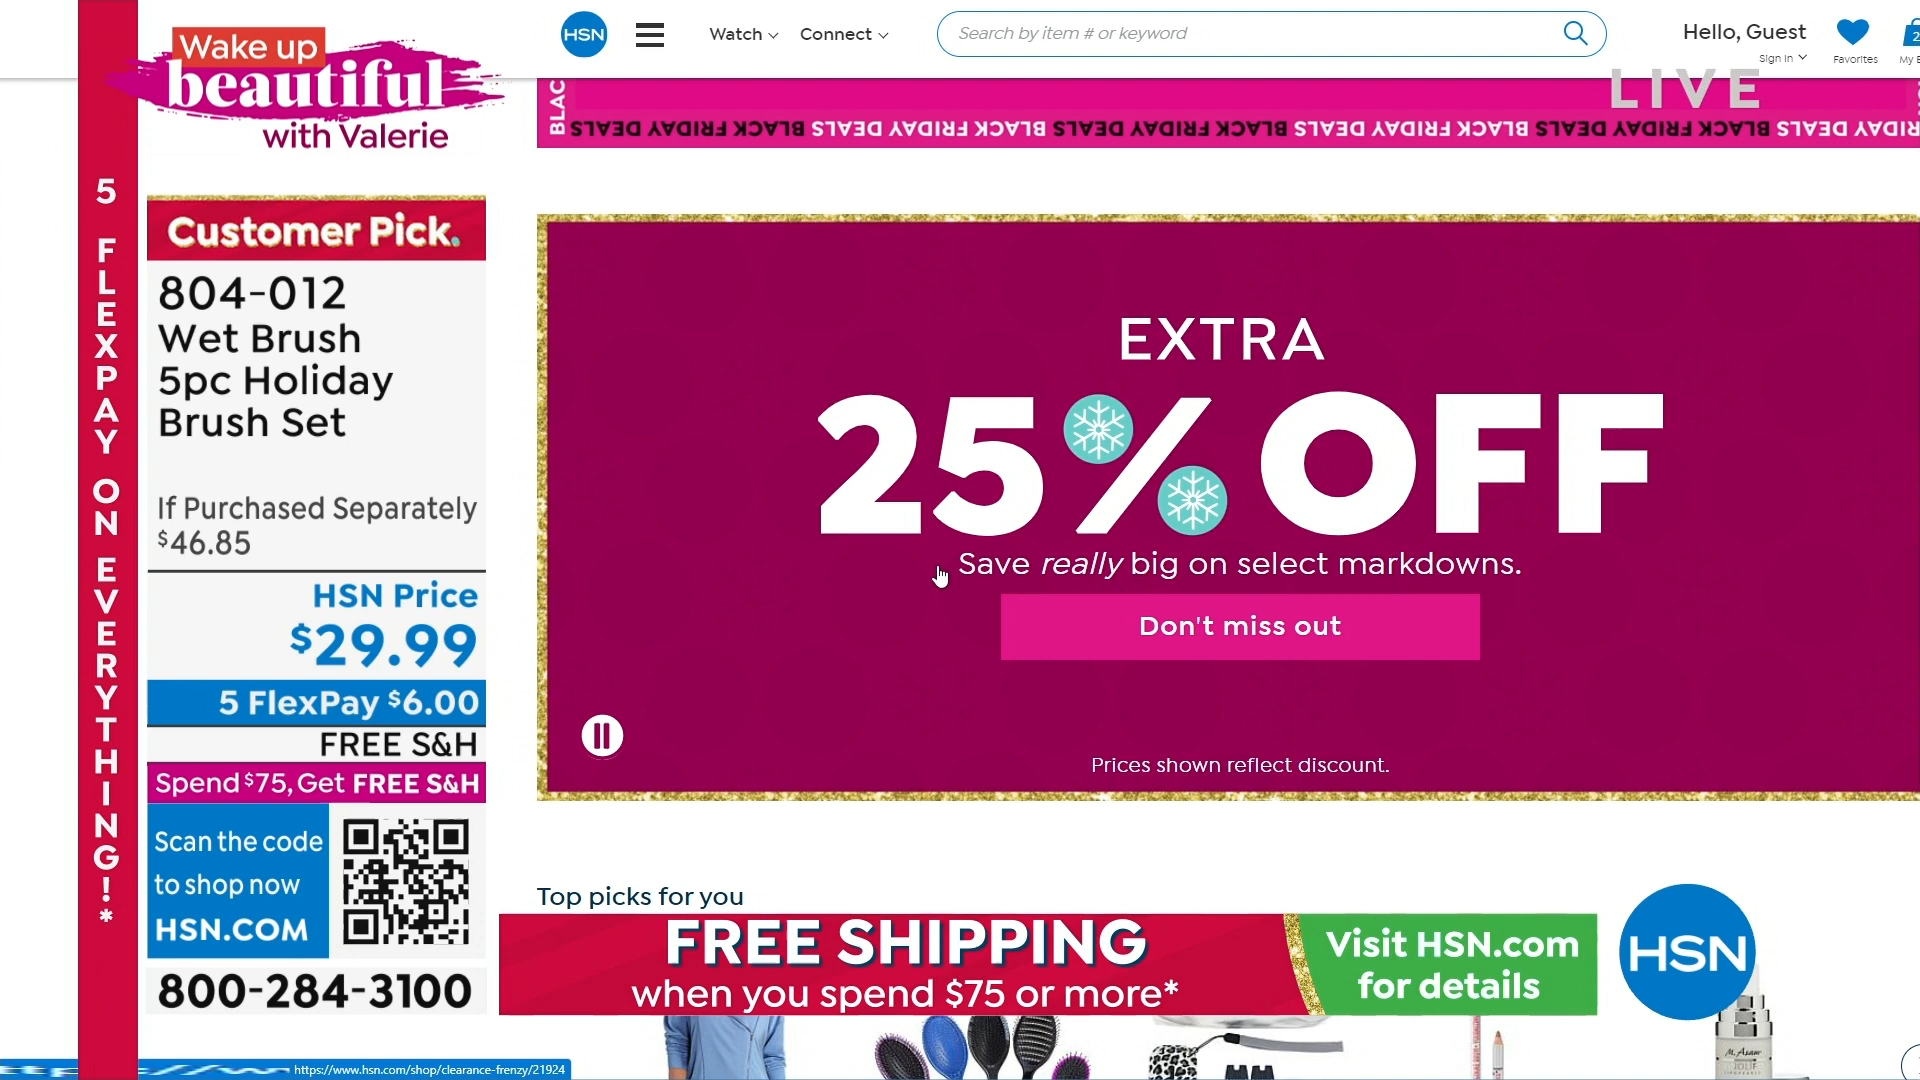 Wake up
beautiful
with Valerie
5 FLEXPAY ON EVERYTHING!*
Customer Pick.
804-012
Wet Brush
5pc Holiday
Brush Set
If Purchased Separately
$46.85
HSN Price
$29.99
5 FlexPay $6.00
FREE S&H
Spend $75, Get FREE S&H
Scan the code
to shop now
HSN.COM
800-284-3100
HSN
Watch
Connect
Search by item # or keyword
Hello, Guest
Sign In
Favorites
2
My
LIVE
BLACK FRIDAY DEALS BLACK FRIDAY DEALS BLACK FRIDAY DEALS BLACK FRIDAY DEALS
EXTRA
25% OFF
Save really big on select markdowns.
Don't miss out
Prices shown reflect discount.
Top picks for you
FREE SHIPPING
when you spend $75 or more*
Visit HSN.com
for details
HSN
M. Asam
https://www.hsn.com/shop/clearance-frenzy/21924